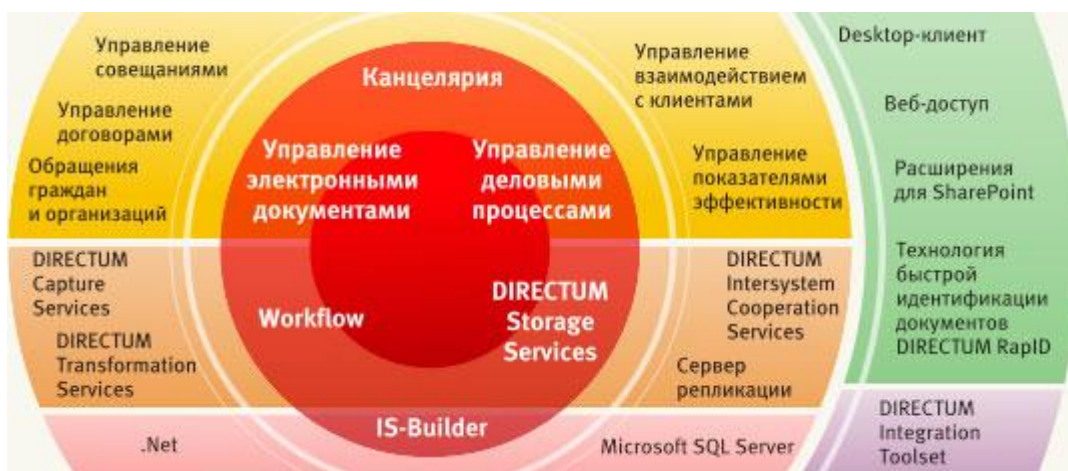 Управление
совещаниями
Управление
договорами
Обращения
граждан
и организаций
Канцелярия
Управление
электронными
документами
Управление
деловыми
процессами
Управление
взаимодействием
с клиентами
Управление
показателями
эффективности
Desktop-клиент
Веб-доступ
Расширения
для SharePoint
Технология
быстрой
идентификации
документов
DIRECTUM RapID
DIRECTUM
Capture
Services
DIRECTUM
Transformation
Services
Workflow
DIRECTUM
Storage
Services
IS-Builder
DIRECTUM
Intersystem
Cooperation
Services
Сервер
репликации
.Net
Microsoft SQL Server
DIRECTUM
Integration
Toolset